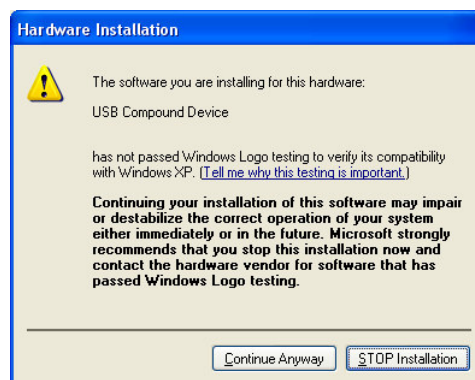 Hardware Installation
The software you are installing for this hardware:
USB Compound Device
has not passed Windows Logo testing to verify its compatibility
with Windows XP. (Tell me why this testing is important.)
Continuing your installation of this software may impair
or destabilize the correct operation of your system
either immediately or in the future. Microsoft strongly
recommends that you stop this installation now and
contact the hardware vendor for software that has
passed Windows Logo testing.
Continue Anyway
STOP Installation